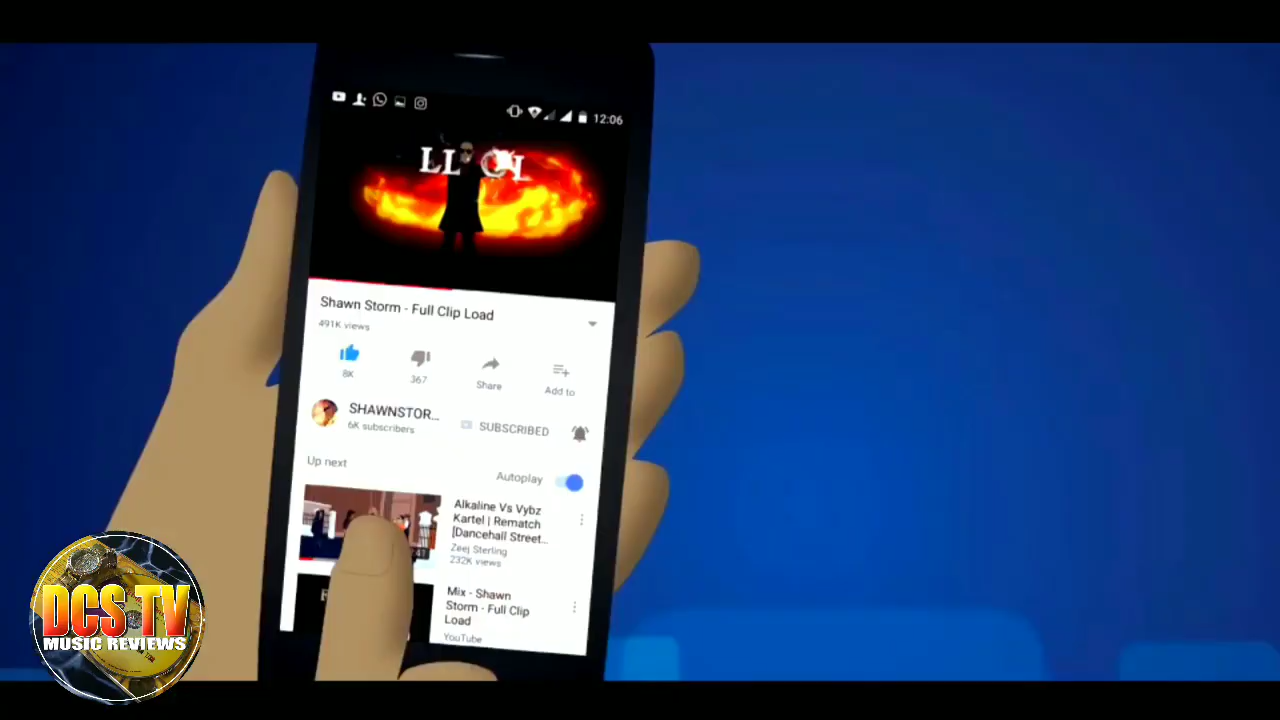 12:06
Shawn Storm - Full Clip Load
491K views
8K
367
Share
Add to
SHAWNSTOR...
6K subscribers
SUBSCRIBED
Up next
Autoplay
Alkaline Vs Vybz
Kartel | Rematch
[Dancehall Street...
Zeej Sterling
232K views
Mix - Shawn
Storm - Full Clip
Load
YouTube
DCS TV
MUSIC REVIEWS